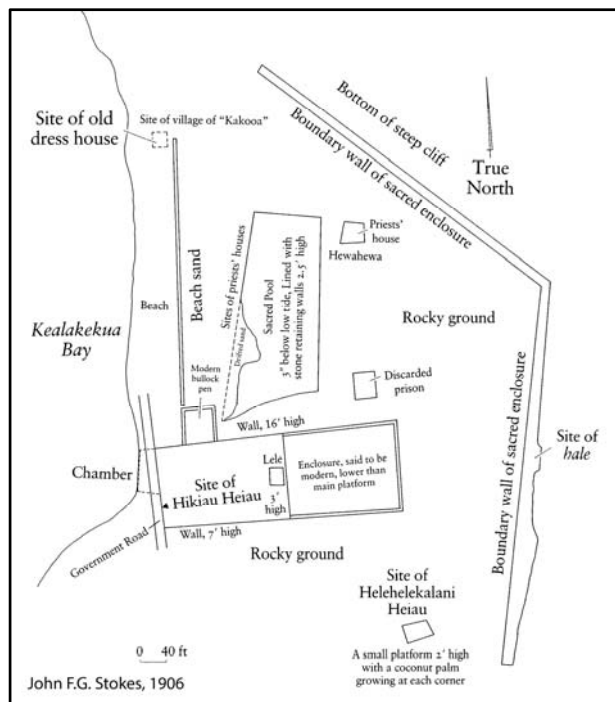 Site of old
dress house
Site of village of “Kakooa”
Bottom of steep cliff
Boundary wall of sacred enclosure
True
North
Priests’
house
Hewahewa
Sites of priests’ houses
Drifted sand
Sacred Pool
3" below low tide, Lined with
stone retaining walls 2.5' high
Beach sand
Beach
Kealakekua
Bay
Rocky ground
Modern
bullock
pen
Discarded
prison
Wall, 16' high
Boundary wall of sacred enclosure
Site of
hale
Chamber
Lele
Site of
Hikiau Heiau
3'
high
Enclosure, said to be
modern, lower than
main platform
Wall, 7' high
Government Road
Rocky ground
Site of
Helehelekalani
Heiau
A small platform 2' high
with a coconut palm
growing at each corner
0 40 ft
John F.G. Stokes, 1906